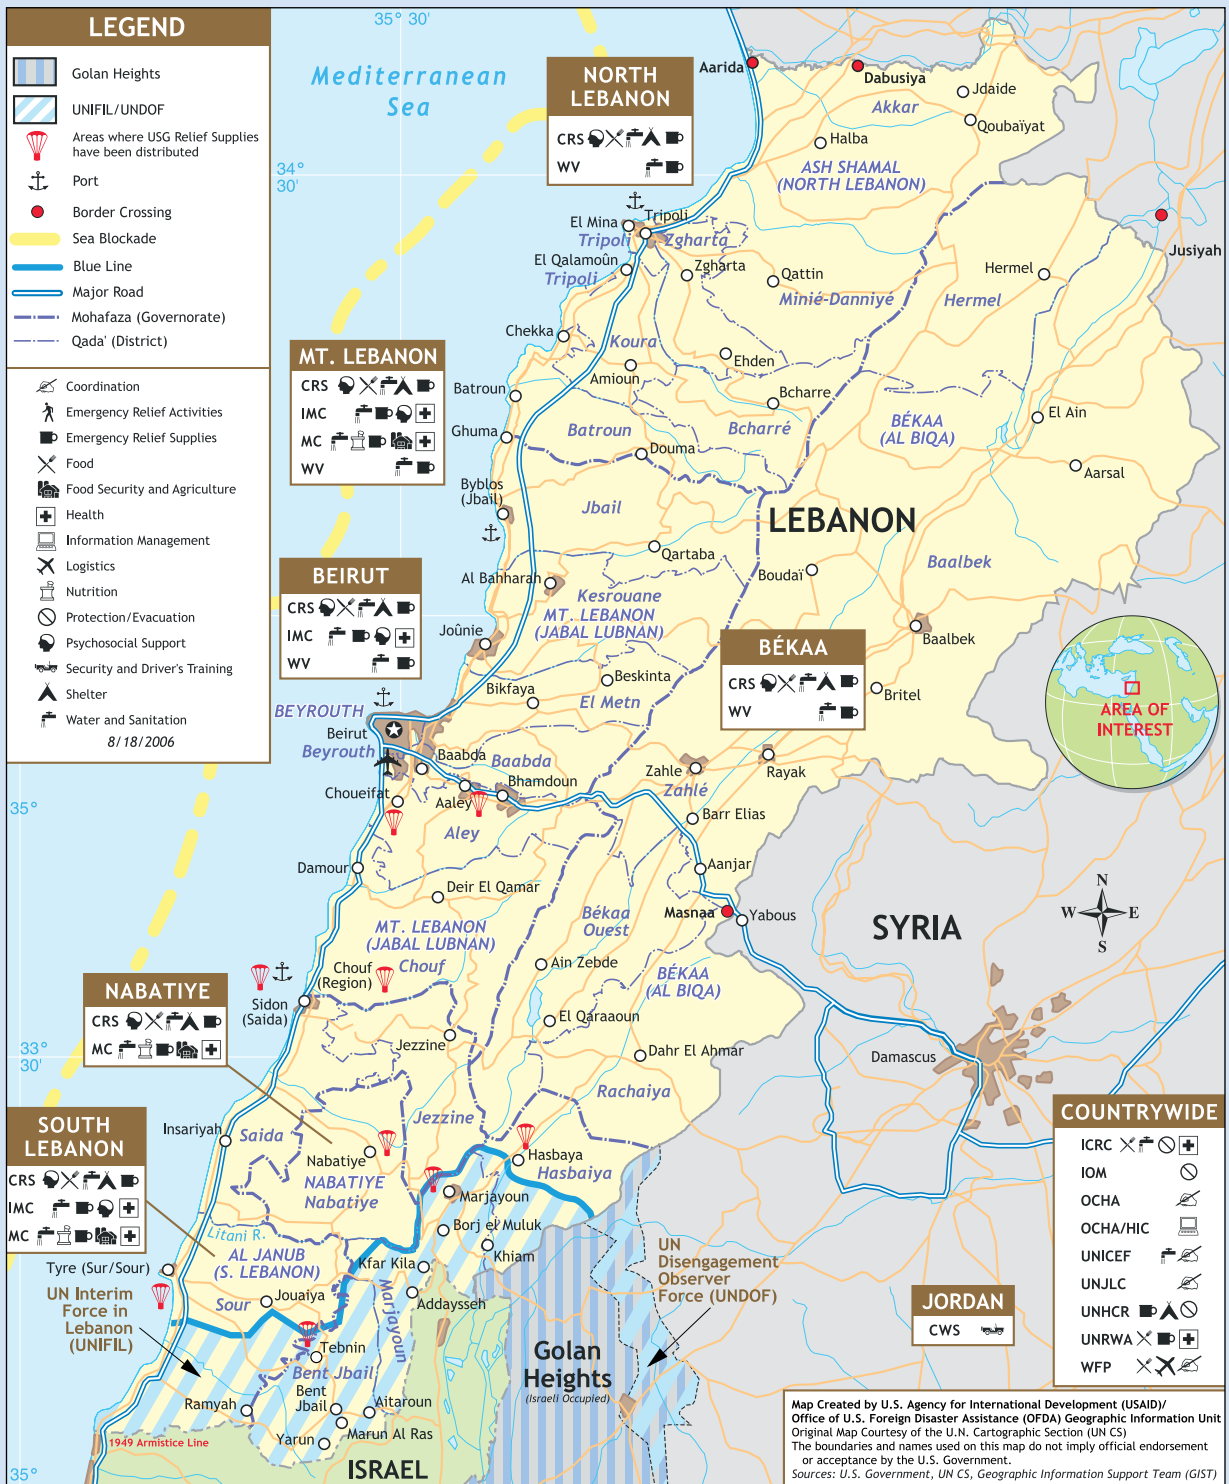 LEGEND
Golan Heights
UNIFIL/UNDOF
Areas where USG Relief Supplies
have been distributed
Port
Border Crossing
Sea Blockade
Blue Line
Major Road
Mohafaza (Governorate)
Qada' (District)
Coordination
Emergency Relief Activities
Emergency Relief Supplies
Food
Food Security and Agriculture
Health
Information Management
Logistics
Nutrition
Protection/Evacuation
Psychosocial Support
Security and Driver's Training
Shelter
Water and Sanitation
8/18/2006
35° 30'
Mediterranean
Sea
34°
30'
NORTH
LEBANON
CRS
WV
Aarida
Dabusiya
Jdaide
Akkar
Qoubaïyat
Halba
ASH SHAMAL
(NORTH LEBANON)
Jusiyah
El Mina
Tripoli
Tripoli
Zgharta
El Qalamoûn
Tripoli
Zgharta
Qattin
Minié-Danniyé
Hermel
Hermel
Chekka
Koura
Ehden
Amioun
Bcharre
MT. LEBANON
CRS
IMC
MC
WV
Batroun
Ghuma
Batroun
Bcharré
BÉKAA
(AL BIQA)
El Ain
Aarsal
Douma
Byblos
(Jbail)
Jbail
LEBANON
Qartaba
Boudaï
Baalbek
BEIRUT
CRS
IMC
WV
Al Bahharah
Kesrouane
MT. LEBANON
(JABAL LUBNAN)
Joûnie
Baalbek
BÉKAA
CRS
WV
Beskinta
Bikfaya
El Metn
Britel
AREA OF
INTEREST
BEYROUTH
Beirut
Beyrouth
Baabda
Baabda
Bhamdoun
Zahle
Rayak
Zahlé
Choueifat
Aaley
Barr Elias
35°
Aley
Damour
Aanjar
Deir El Qamar
Masnaa
Yabous
Békaa
Ouest
MT. LEBANON
(JABAL LUBNAN)
Chouf
Chouf
(Region)
Ain Zebde
BÉKAA
(AL BIQA)
SYRIA
N
W
E
S
NABATIYE
CRS
MC
Sidon
(Saida)
El Qaraaoun
Jezzine
Dahr El Ahmar
Damascus
33°
30'
Rachaiya
Jezzine
SOUTH
LEBANON
CRS
IMC
MC
Insariyah
Saida
Nabatiye
NABATIYE
Nabatiye
Hasbaya
Hasbaiya
Marjayoun
Borj el Muluk
Khiam
Litani R.
AL JANUB
(S. LEBANON)
Kfar Kila
Tyre (Sur/Sour)
Sour
Jouaiya
Addaysseh
Marjayoun
UN Interim
Force in
Lebanon
(UNIFIL)
UN
Disengagement
Observer
Force (UNDOF)
Tebnin
Bent Jbail
Golan
Heights
(Israeli Occupied)
Ramyah
Bent
Jbail
Aitaroun
Marun Al Ras
Yarun
1949 Armistice Line
ISRAEL
35°
COUNTRYWIDE
ICRC
IOM
OCHA
OCHA/HIC
UNICEF
UNJLC
UNHCR
UNRWA
WFP
JORDAN
CWS
Map Created by U.S. Agency for International Development (USAID)/
Office of U.S. Foreign Disaster Assistance (OFDA) Geographic Information Unit
Original Map Courtesy of the U.N. Cartographic Section (UN CS)
The boundaries and names used on this map do not imply official endorsement
or acceptance by the U.S. Government.
Sources: U.S. Government, UN CS, Geographic Information Support Team (GIST)